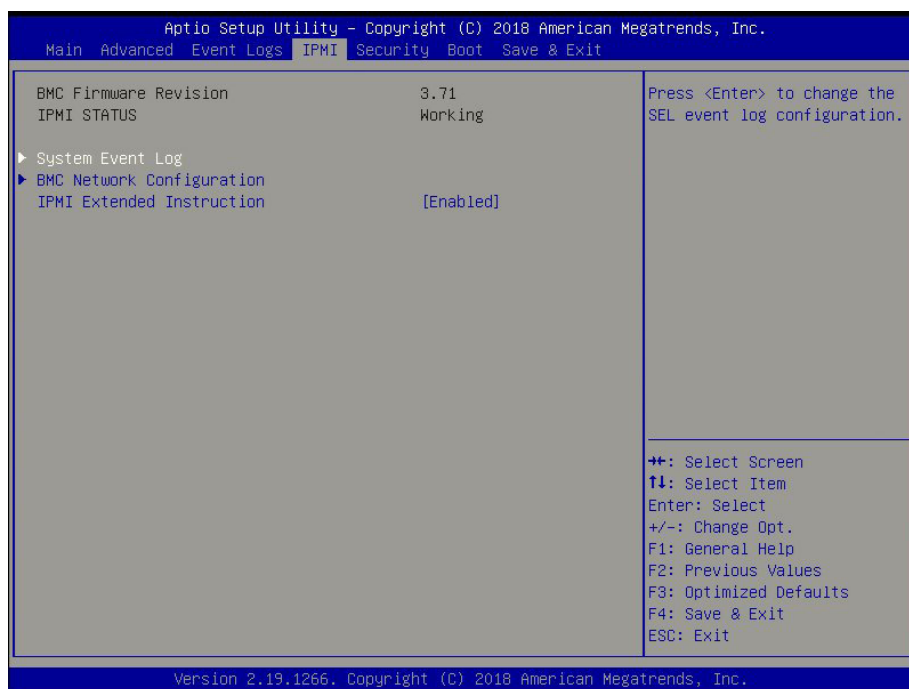 Aptio Setup Utility – Copyright (C) 2018 American Megatrends, Inc.
Main Advanced Event Logs IPMI Security Boot Save & Exit
BMC Firmware Revision 3.71
IPMI STATUS Working
▶ System Event Log
▶ BMC Network Configuration
IPMI Extended Instruction [Enabled]
Press <Enter> to change the
SEL event log configuration.
→←: Select Screen
↑↓: Select Item
Enter: Select
+/-: Change Opt.
F1: General Help
F2: Previous Values
F3: Optimized Defaults
F4: Save & Exit
ESC: Exit
Version 2.19.1266. Copyright (C) 2018 American Megatrends, Inc.